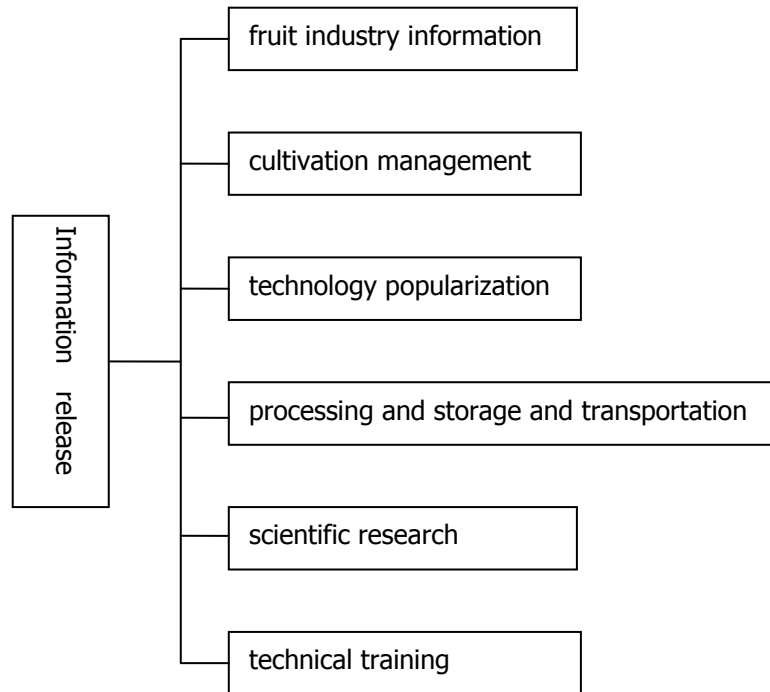 fruit industry information
cultivation management
Information release
technology popularization
processing and storage and transportation
scientific research
technical training